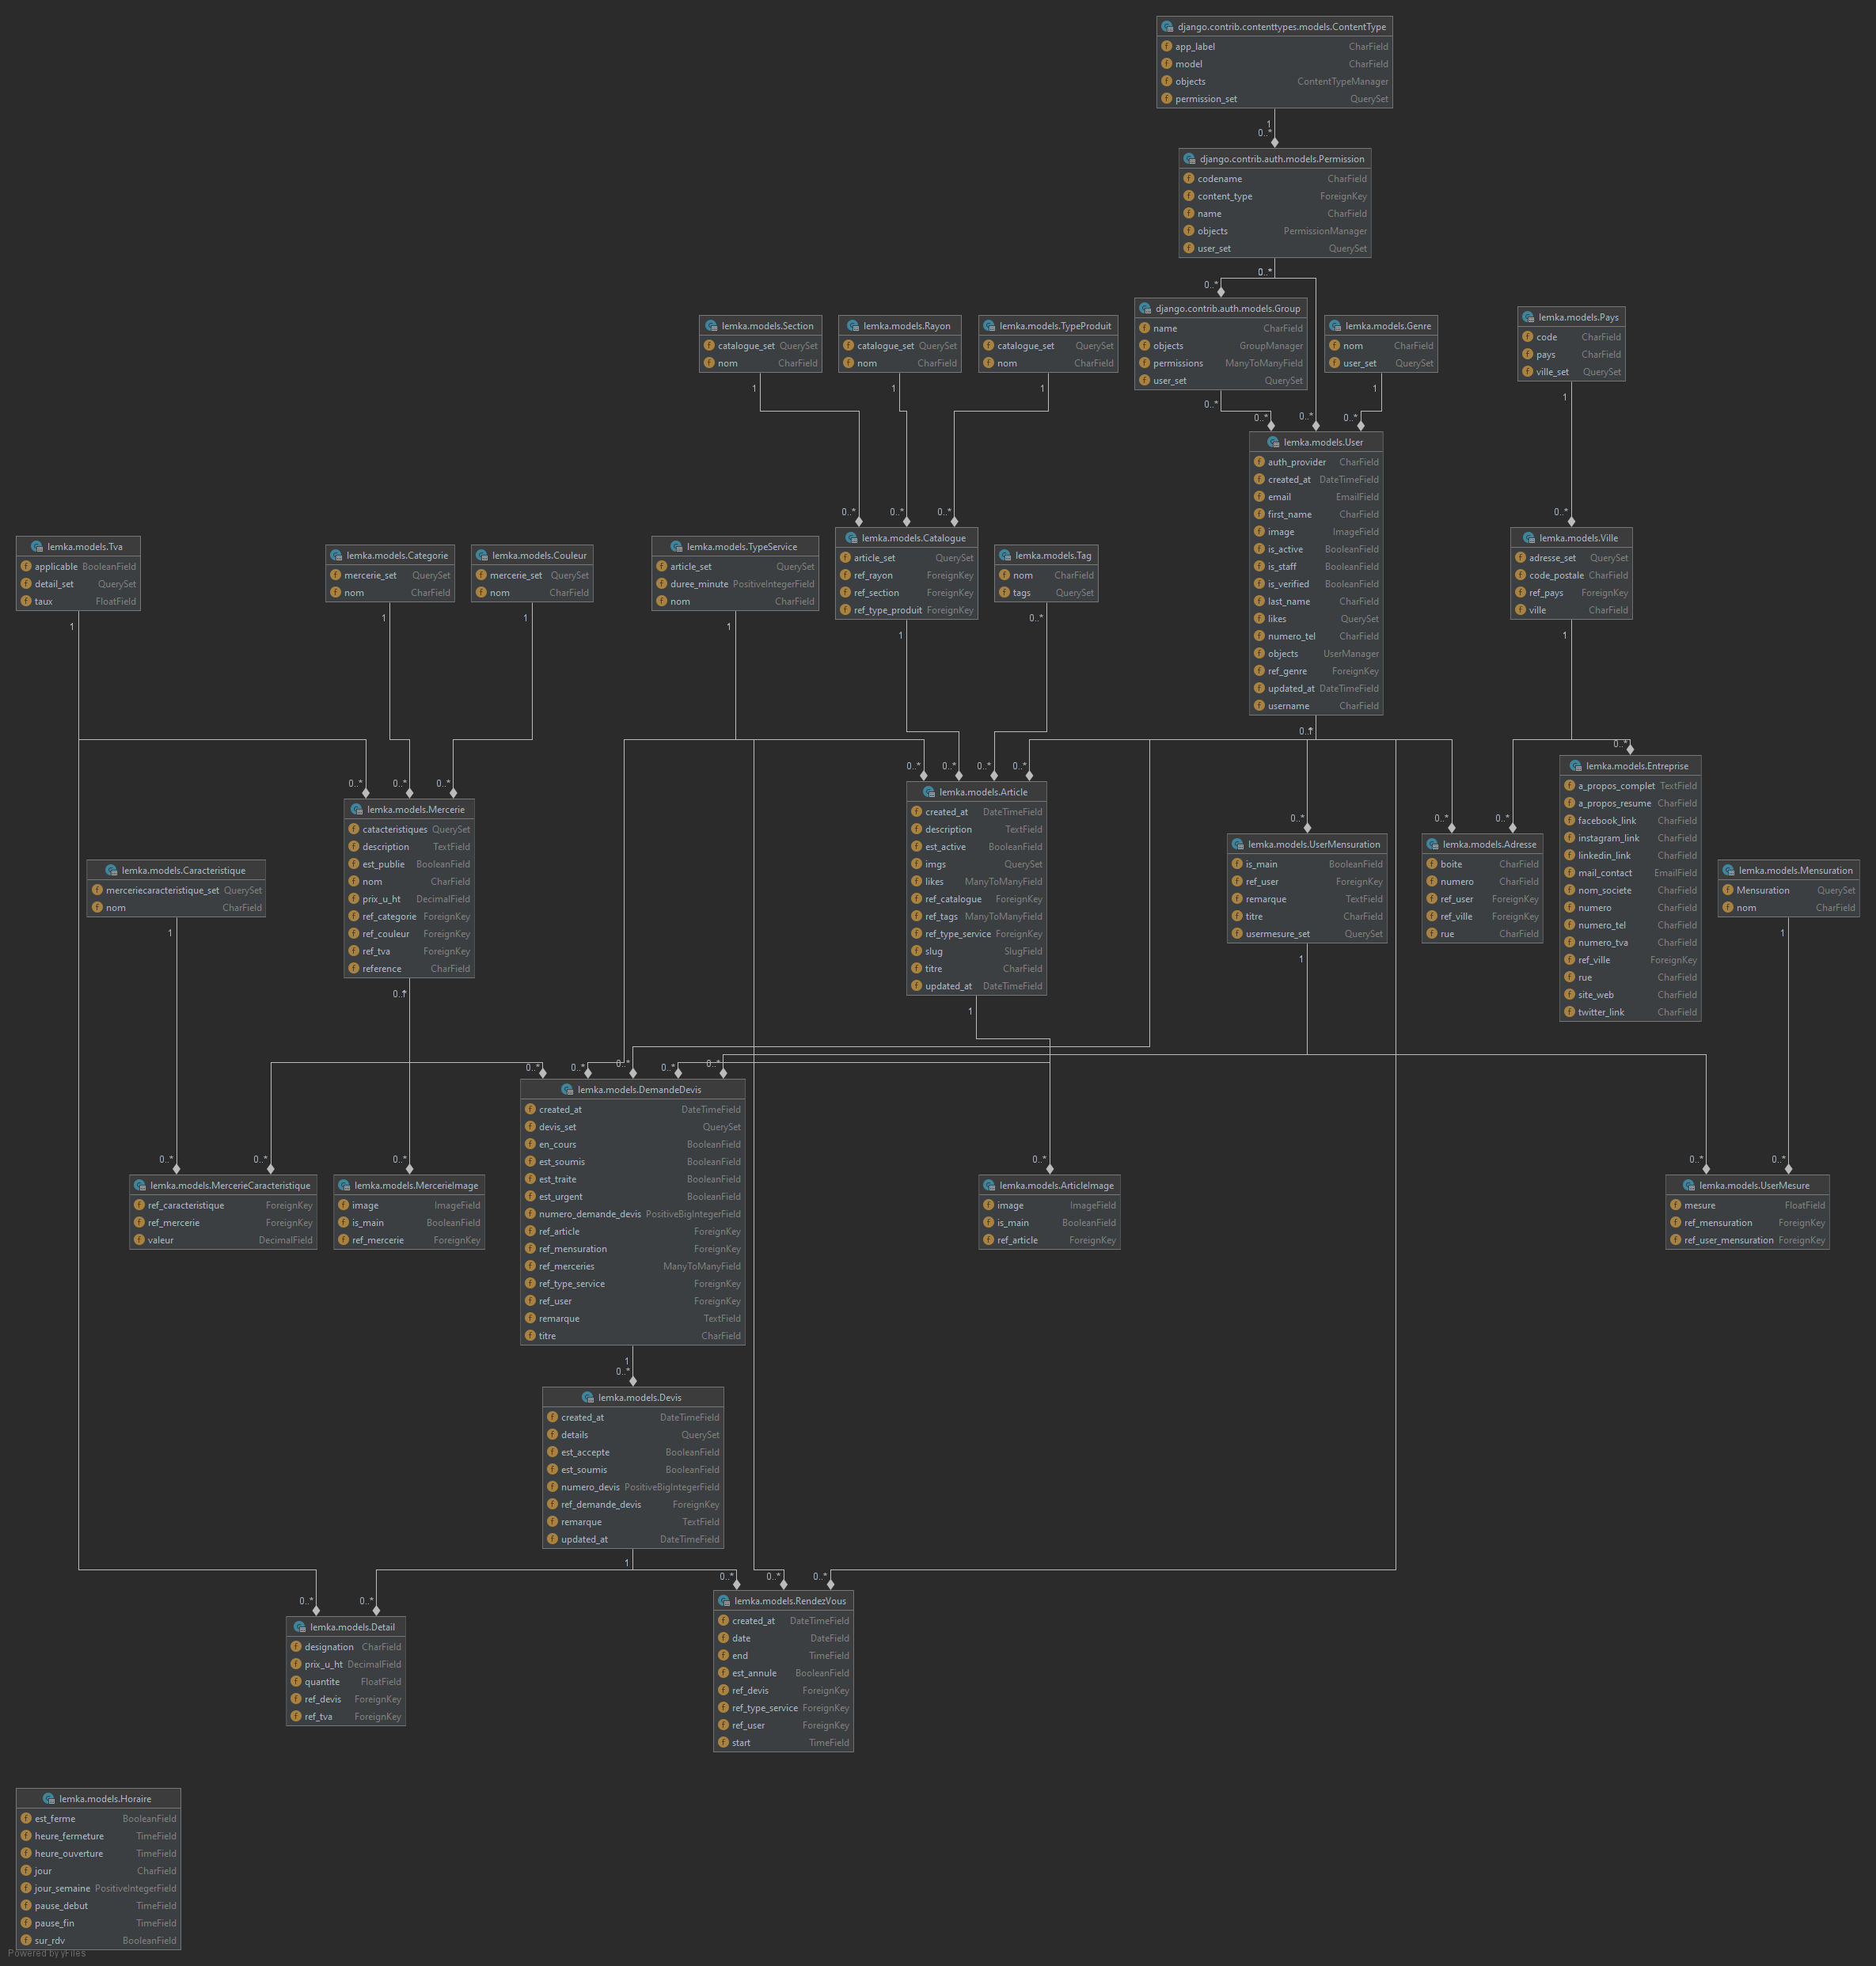 django.contrib.contenttypes.models.ContentType
app_label CharField
model CharField
objects ContentTypeManager
permission_set QuerySet
1
0..*
django.contrib.auth.models.Permission
codename CharField
content_type ForeignKey
name CharField
objects PermissionManager
user_set QuerySet
0..*
0..*
django.contrib.auth.models.Group
name CharField
objects GroupManager
permissions ManyToManyField
user_set QuerySet
0..*
lemka.models.Genre
nom CharField
user_set QuerySet
1
lemka.models.Pays
code CharField
pays CharField
ville_set QuerySet
1
lemka.models.Section
catalogue_set QuerySet
nom CharField
1
lemka.models.Rayon
catalogue_set QuerySet
nom CharField
1
lemka.models.TypeProduit
catalogue_set QuerySet
nom CharField
1
0..* 0..* 0..*
lemka.models.User
auth_provider CharField
created_at DateTimeField
email EmailField
first_name CharField
image ImageField
is_active BooleanField
is_staff BooleanField
is_verified BooleanField
last_name CharField
likes QuerySet
numero_tel CharField
objects UserManager
ref_genre ForeignKey
updated_at DateTimeField
username CharField
0..*
1
0..*
lemka.models.Ville
adresse_set QuerySet
code_postale CharField
ref_pays ForeignKey
ville CharField
1
lemka.models.Tva
applicable BooleanField
detail_set QuerySet
taux FloatField
1
lemka.models.Categorie
mercerie_set QuerySet
nom CharField
1
lemka.models.Couleur
mercerie_set QuerySet
nom CharField
1
lemka.models.TypeService
article_set QuerySet
duree_minute PositiveIntegerField
nom CharField
1
0..* 0..* 0..*
lemka.models.Catalogue
article_set QuerySet
ref_rayon ForeignKey
ref_section ForeignKey
ref_type_produit ForeignKey
1
lemka.models.Tag
nom CharField
tags QuerySet
0..*
0..* 0..* 0..*
lemka.models.Mercerie
catacteristiques QuerySet
description TextField
est_publie BooleanField
nom CharField
prix_u_ht DecimalField
ref_categorie ForeignKey
ref_couleur ForeignKey
ref_tva ForeignKey
reference CharField
0..*
1
0..* 0..* 0..* 0..*
lemka.models.Article
created_at DateTimeField
description TextField
est_active BooleanField
imgs QuerySet
likes ManyToManyField
ref_catalogue ForeignKey
ref_tags ManyToManyField
ref_type_service ForeignKey
slug SlugField
titre CharField
updated_at DateTimeField
1
0..*
lemka.models.UserMensuration
is_main BooleanField
ref_user ForeignKey
remarque TextField
titre CharField
usermesure_set QuerySet
1
0..* 0..*
lemka.models.Adresse
boite CharField
numero CharField
ref_user ForeignKey
ref_ville ForeignKey
rue CharField
0..*
lemka.models.Entreprise
a_propos_complet TextField
a_propos_resume CharField
facebook_link CharField
instagram_link CharField
linkedin_link CharField
mail_contact EmailField
nom_societe CharField
numero CharField
numero_tel CharField
numero_tva CharField
ref_ville ForeignKey
rue CharField
site_web CharField
twitter_link CharField
lemka.models.Mensuration
Mensuration QuerySet
nom CharField
1
lemka.models.Caracteristique
merceriecaracteristique_set QuerySet
nom CharField
1
0..* 0..* 0..* 0..* 0..*
lemka.models.DemandeDevis
created_at DateTimeField
devis_set QuerySet
en_cours BooleanField
est_soumis BooleanField
est_traite BooleanField
est_urgent BooleanField
numero_demande_devis PositiveBigIntegerField
ref_article ForeignKey
ref_mensuration ForeignKey
ref_merceries ManyToManyField
ref_type_service ForeignKey
ref_user ForeignKey
remarque TextField
titre CharField
1
0..* 0..*
lemka.models.MercerieCaracteristique
ref_caracteristique ForeignKey
ref_mercerie ForeignKey
valeur DecimalField
0..*
lemka.models.MercerieImage
image ImageField
is_main BooleanField
ref_mercerie ForeignKey
0..*
lemka.models.ArticleImage
image ImageField
is_main BooleanField
ref_article ForeignKey
0..* 0..*
lemka.models.UserMesure
mesure FloatField
ref_mensuration ForeignKey
ref_user_mensuration ForeignKey
0..*
lemka.models.Devis
created_at DateTimeField
details QuerySet
est_accepte BooleanField
est_soumis BooleanField
numero_devis PositiveBigIntegerField
ref_demande_devis ForeignKey
remarque TextField
updated_at DateTimeField
1
0..* 0..*
lemka.models.Detail
designation CharField
prix_u_ht DecimalField
quantite FloatField
ref_devis ForeignKey
ref_tva ForeignKey
0..* 0..* 0..*
lemka.models.RendezVous
created_at DateTimeField
date DateField
end TimeField
est_annule BooleanField
ref_devis ForeignKey
ref_type_service ForeignKey
ref_user ForeignKey
start TimeField
lemka.models.Horaire
est_ferme BooleanField
heure_fermeture TimeField
heure_ouverture TimeField
jour CharField
jour_semaine PositiveIntegerField
pause_debut TimeField
pause_fin TimeField
sur_rdv BooleanField
Powered by yFiles